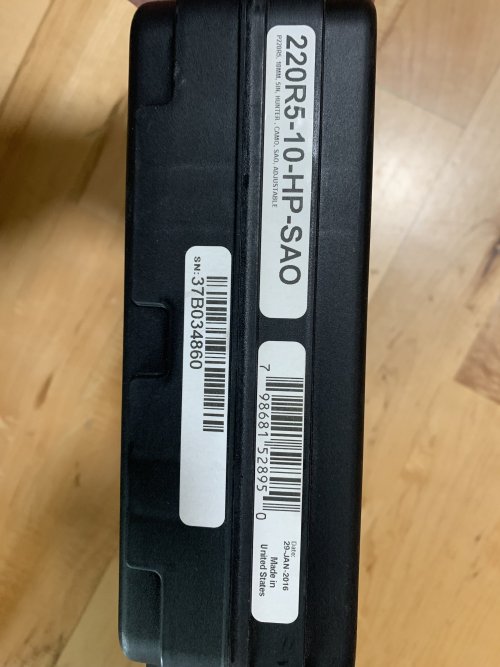 220R5-10-HP-SAO
P220R5, 10MM, 5IN, HUNTER, CAMO, SAO, ADJUSTABLE
SN: 37B034860
7 98681 52895 0
Date:
29-JAN-2016
Made in
United States